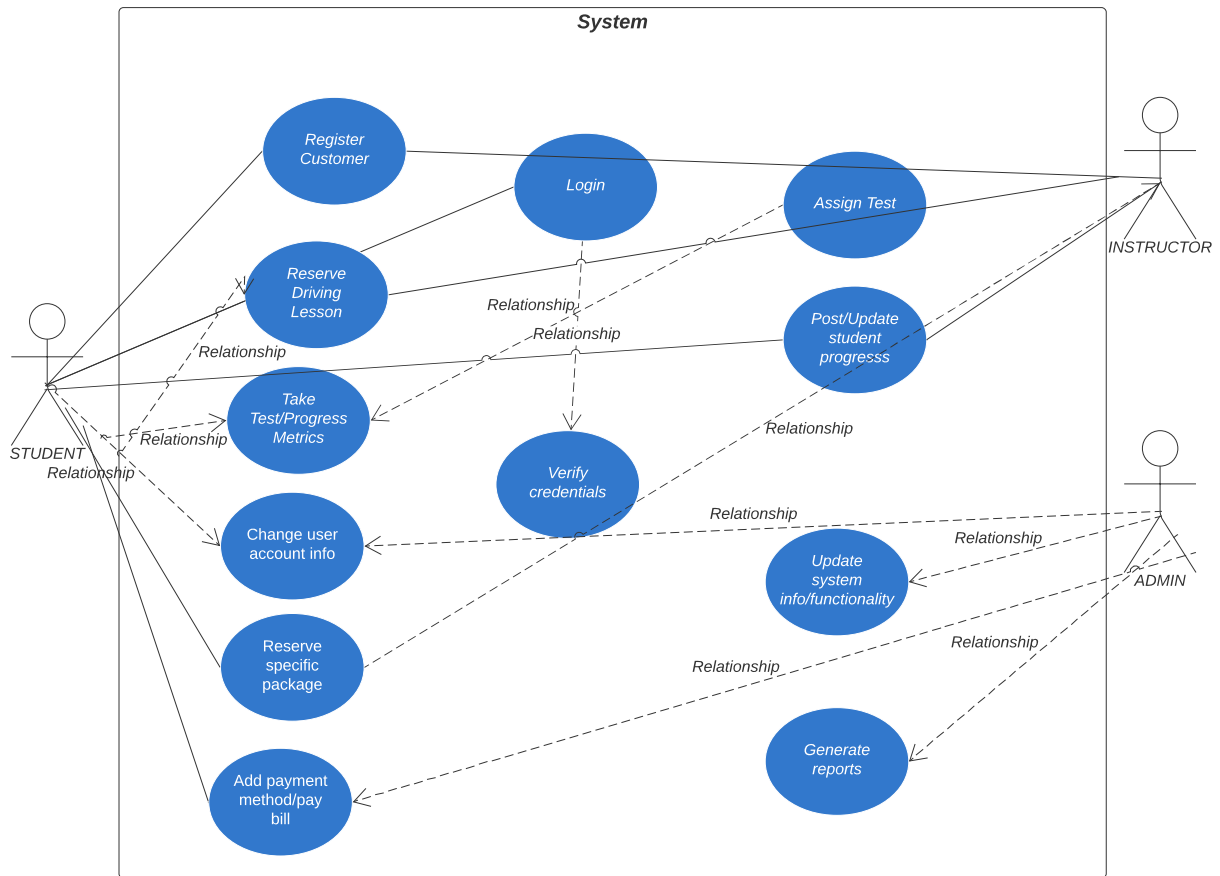 System
Register
Customer
Login
Assign Test
INSTRUCTOR
Reserve
Driving
Lesson
Relationship
Relationship
Post/Update
student
progresss
Relationship
Take
Test/Progress
Metrics
Relationship
Relationship
STUDENT
Relationship
Verify
credentials
Relationship
Change user
account info
Relationship
Update
system
info/functionality
ADMIN
Reserve
specific
package
Relationship
Relationship
Generate
reports
Add payment
method/pay
bill